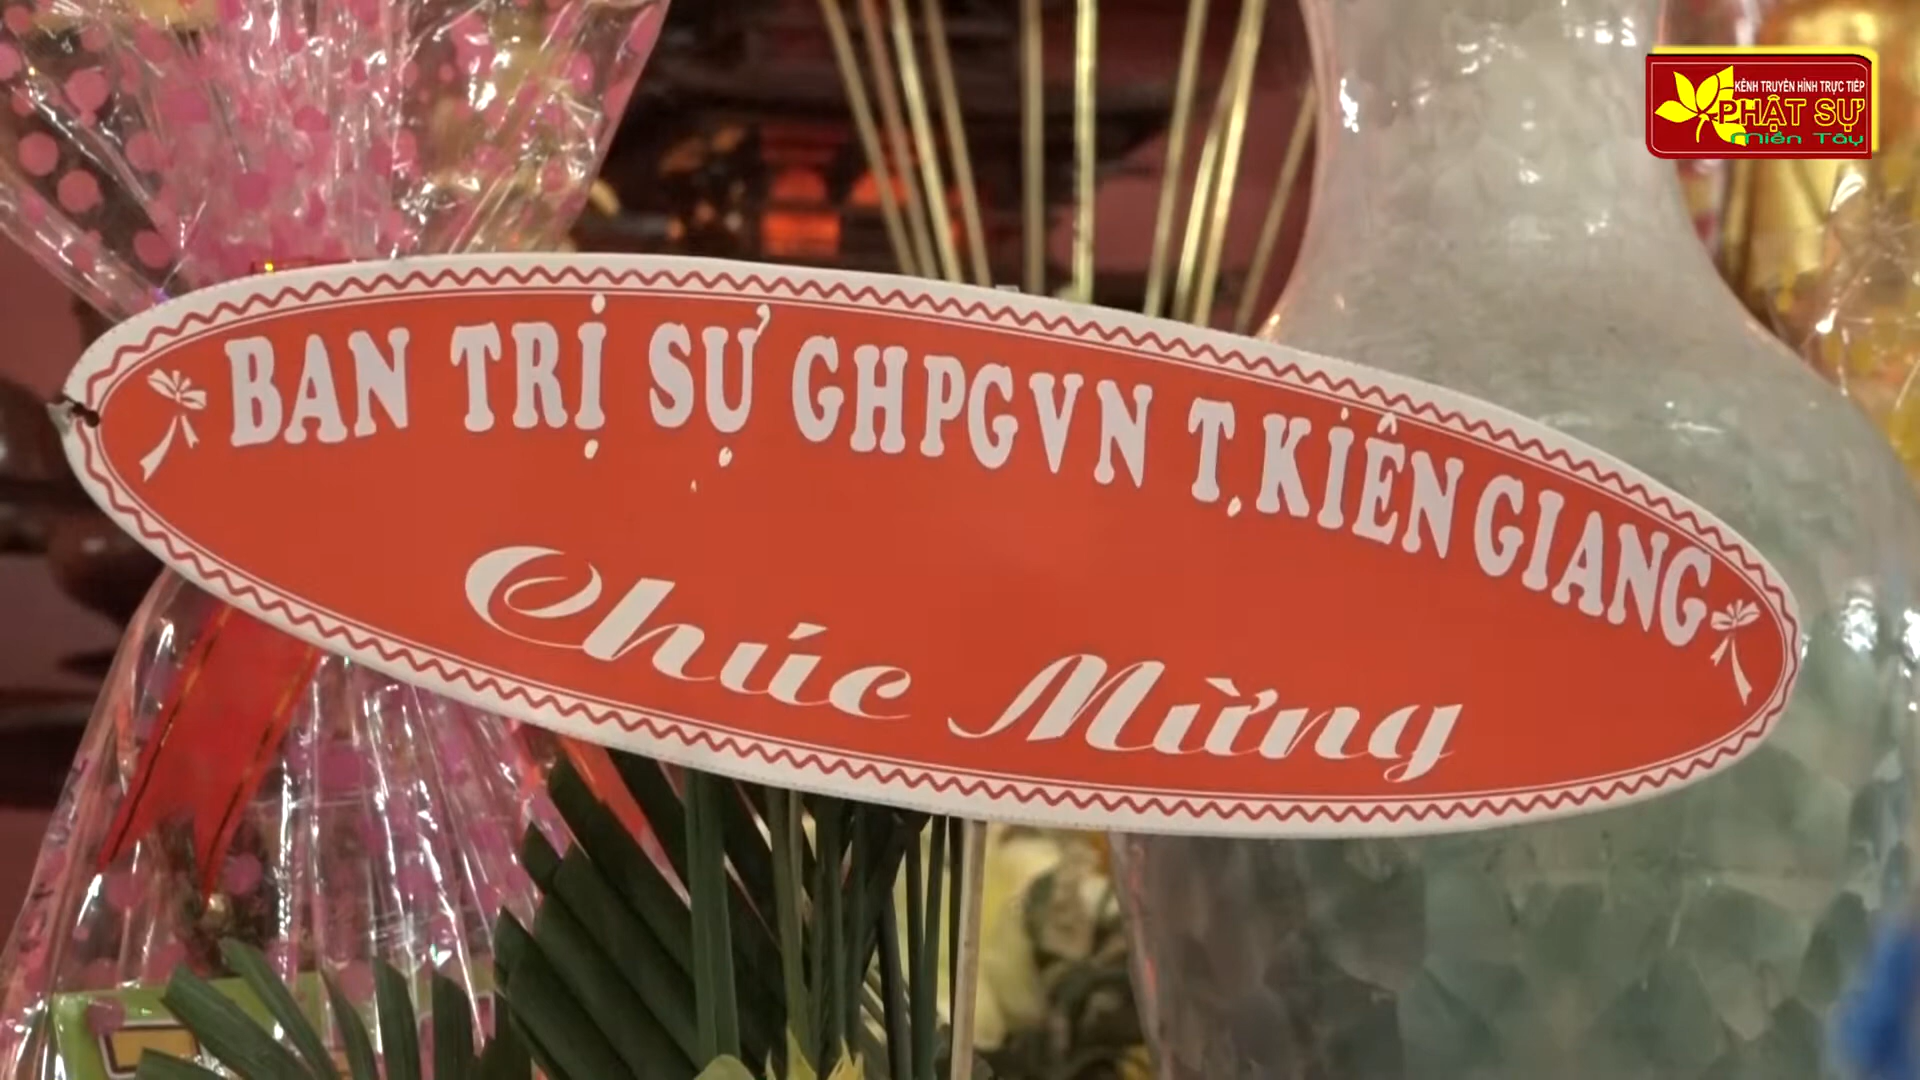 KÊNH TRUYỀN HÌNH TRỰC TIẾP
PHẬT SỰ
Miền Tây
BAN TRỊ SỰ GHPGVN T.KIÊN GIANG
Chúc Mừng